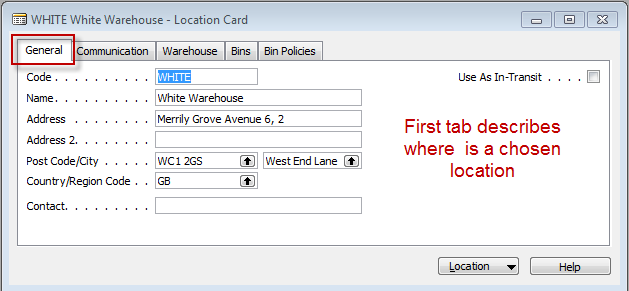 WHITE White Warehouse - Location Card
General Communication Warehouse Bins Bin Policies
Code . . . . . . . . . . WHITE Use As In-Transit . . . .
Name . . . . . . . . . . White Warehouse
Address . . . . . . . . Merrily Grove Avenue 6, 2
Address 2. . . . . . . .
Post Code/City . . . . . WC1 2GS West End Lane
Country/Region Code . . GB
Contact. . . . . . . . .
First tab describes
where is a chosen
location
Location Help